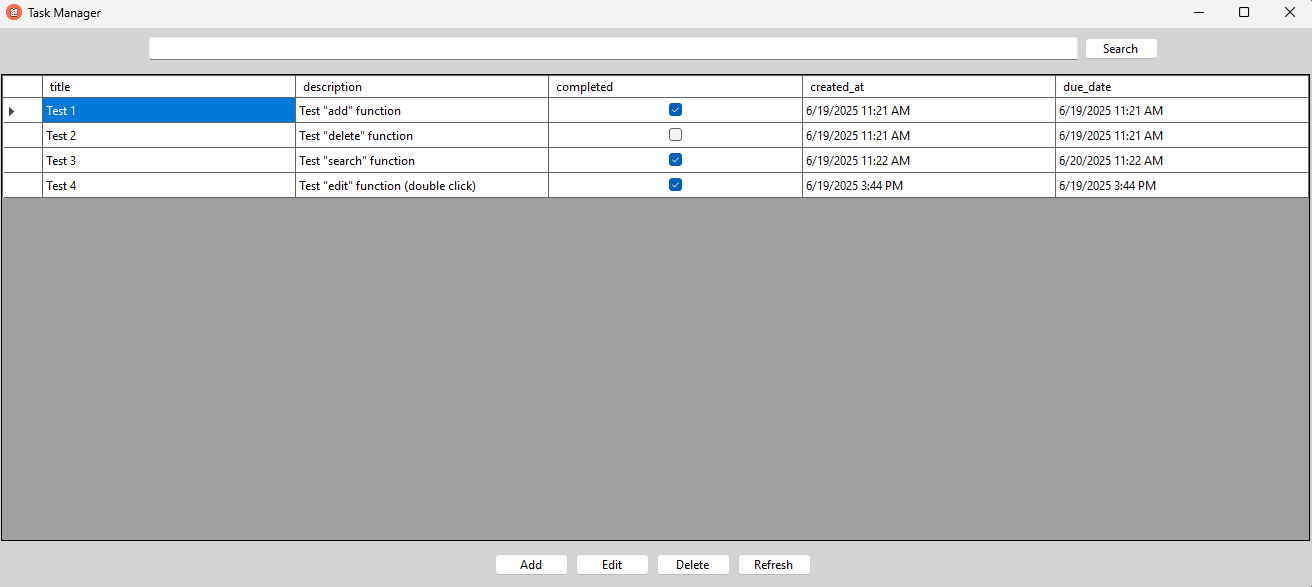 Task Manager
Search
title description completed created_at due_date
Test 1 Test "add" function 6/19/2025 11:21 AM 6/19/2025 11:21 AM
Test 2 Test "delete" function 6/19/2025 11:21 AM 6/19/2025 11:21 AM
Test 3 Test "search" function 6/19/2025 11:22 AM 6/20/2025 11:22 AM
Test 4 Test "edit" function (double click) 6/19/2025 3:44 PM 6/19/2025 3:44 PM
Add Edit Delete Refresh